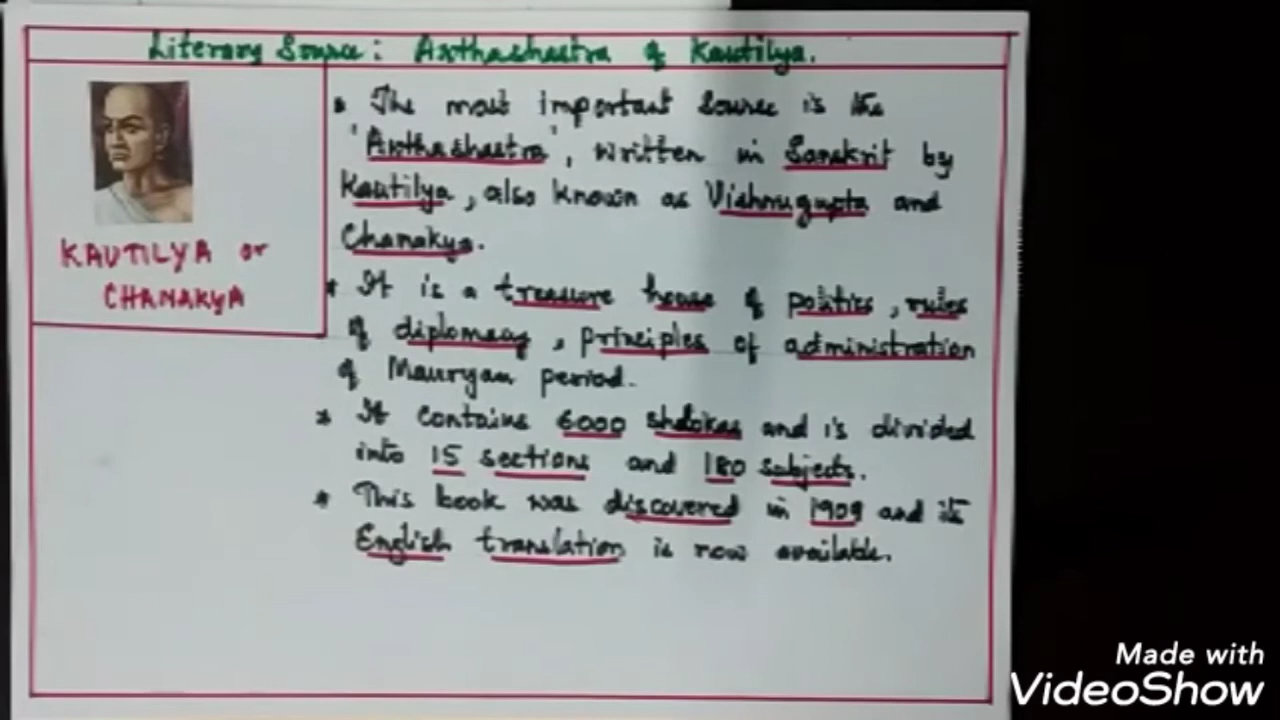 Literary Source: Arthashastra of Kautilya.
KAUTILYA or
CHANAKYA
* The most important source is the
'Arthashastra', written in Sanskrit by
Kautilya, also known as Vishnugupta and
Chanakya.
* It is a treasure house of politics, rules
of diplomacy, principles of administration
of Mauryan period.
* It contains 6000 shlokas and is divided
into 15 sections and 180 subjects.
* This book was discovered in 1909 and its
English translation is now available.
Made with
VideoShow